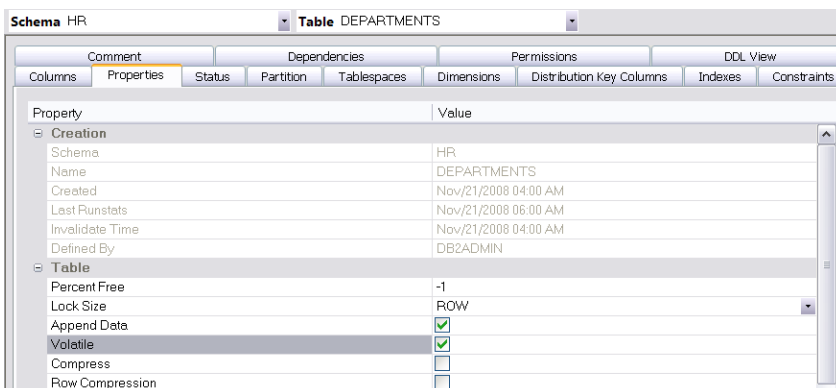 Schema HR Table DEPARTMENTS
Comment Dependencies Permissions DDL View
Columns Properties Status Partition Tablespaces Dimensions Distribution Key Columns Indexes Constraints
Property Value
Creation
Schema HR
Name DEPARTMENTS
Created Nov/21/2008 04:00 AM
Last Runstats Nov/21/2008 06:00 AM
Invalidate Time Nov/21/2008 04:00 AM
Defined By DB2ADMIN
Table
Percent Free -1
Lock Size ROW
Append Data
Volatile
Compress
Row Compression